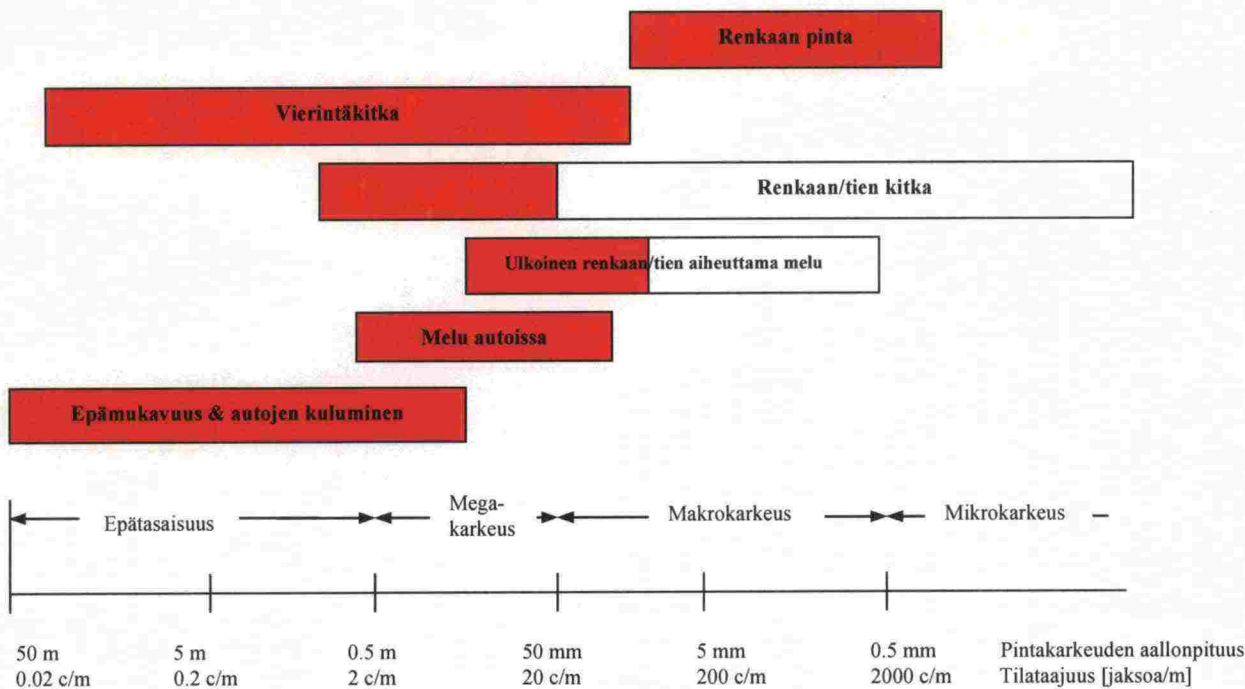 Renkaan pinta
Vierintäkitka
Renkaan/tien kitka
Ulkoinen renkaan/tien aiheuttama melu
Melu autoissa
Epämukavuus & autojen kuluminen
Epätasaisuus
Mega-
karkeus
Makrokarkeus
Mikrokarkeus
50 m 5 m 0.5 m 50 mm 5 mm 0.5 mm Pintakarkeuden aallonpituus
0.02 c/m 0.2 c/m 2 c/m 20 c/m 200 c/m 2000 c/m Tilataajuus [jaksoa/m]